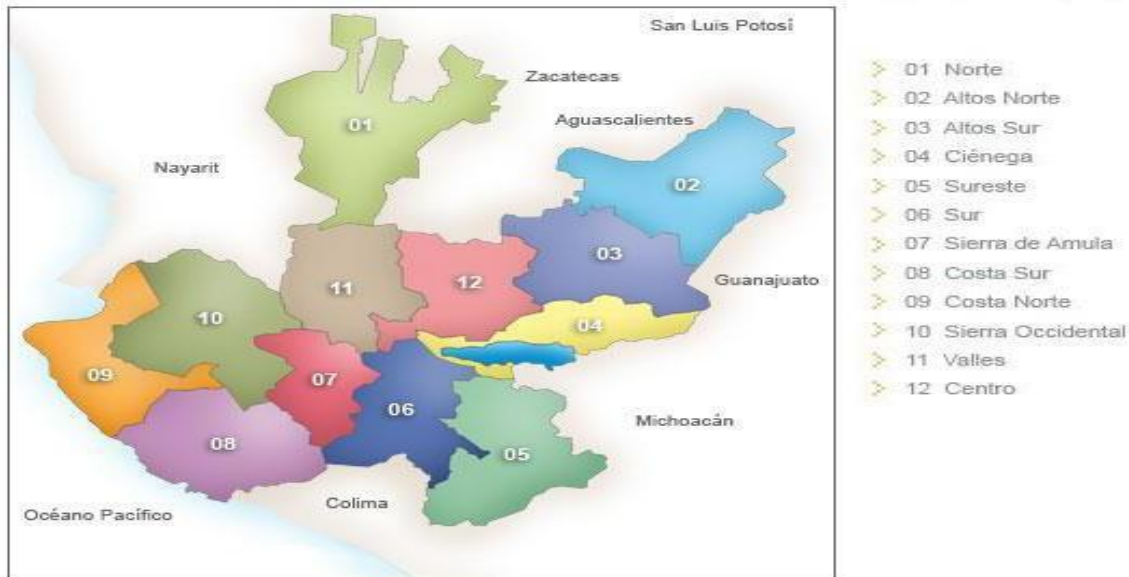 San Luis Potosí
Zacatecas
Aguascalientes
Nayarit
Guanajuato
Michoacán
Colima
Océano Pacífico
01
02
03
11
12
10
04
09
07
06
08
05
01 Norte
02 Altos Norte
03 Altos Sur
04 Ciénega
05 Sureste
06 Sur
07 Sierra de Amula
08 Costa Sur
09 Costa Norte
10 Sierra Occidental
11 Valles
12 Centro